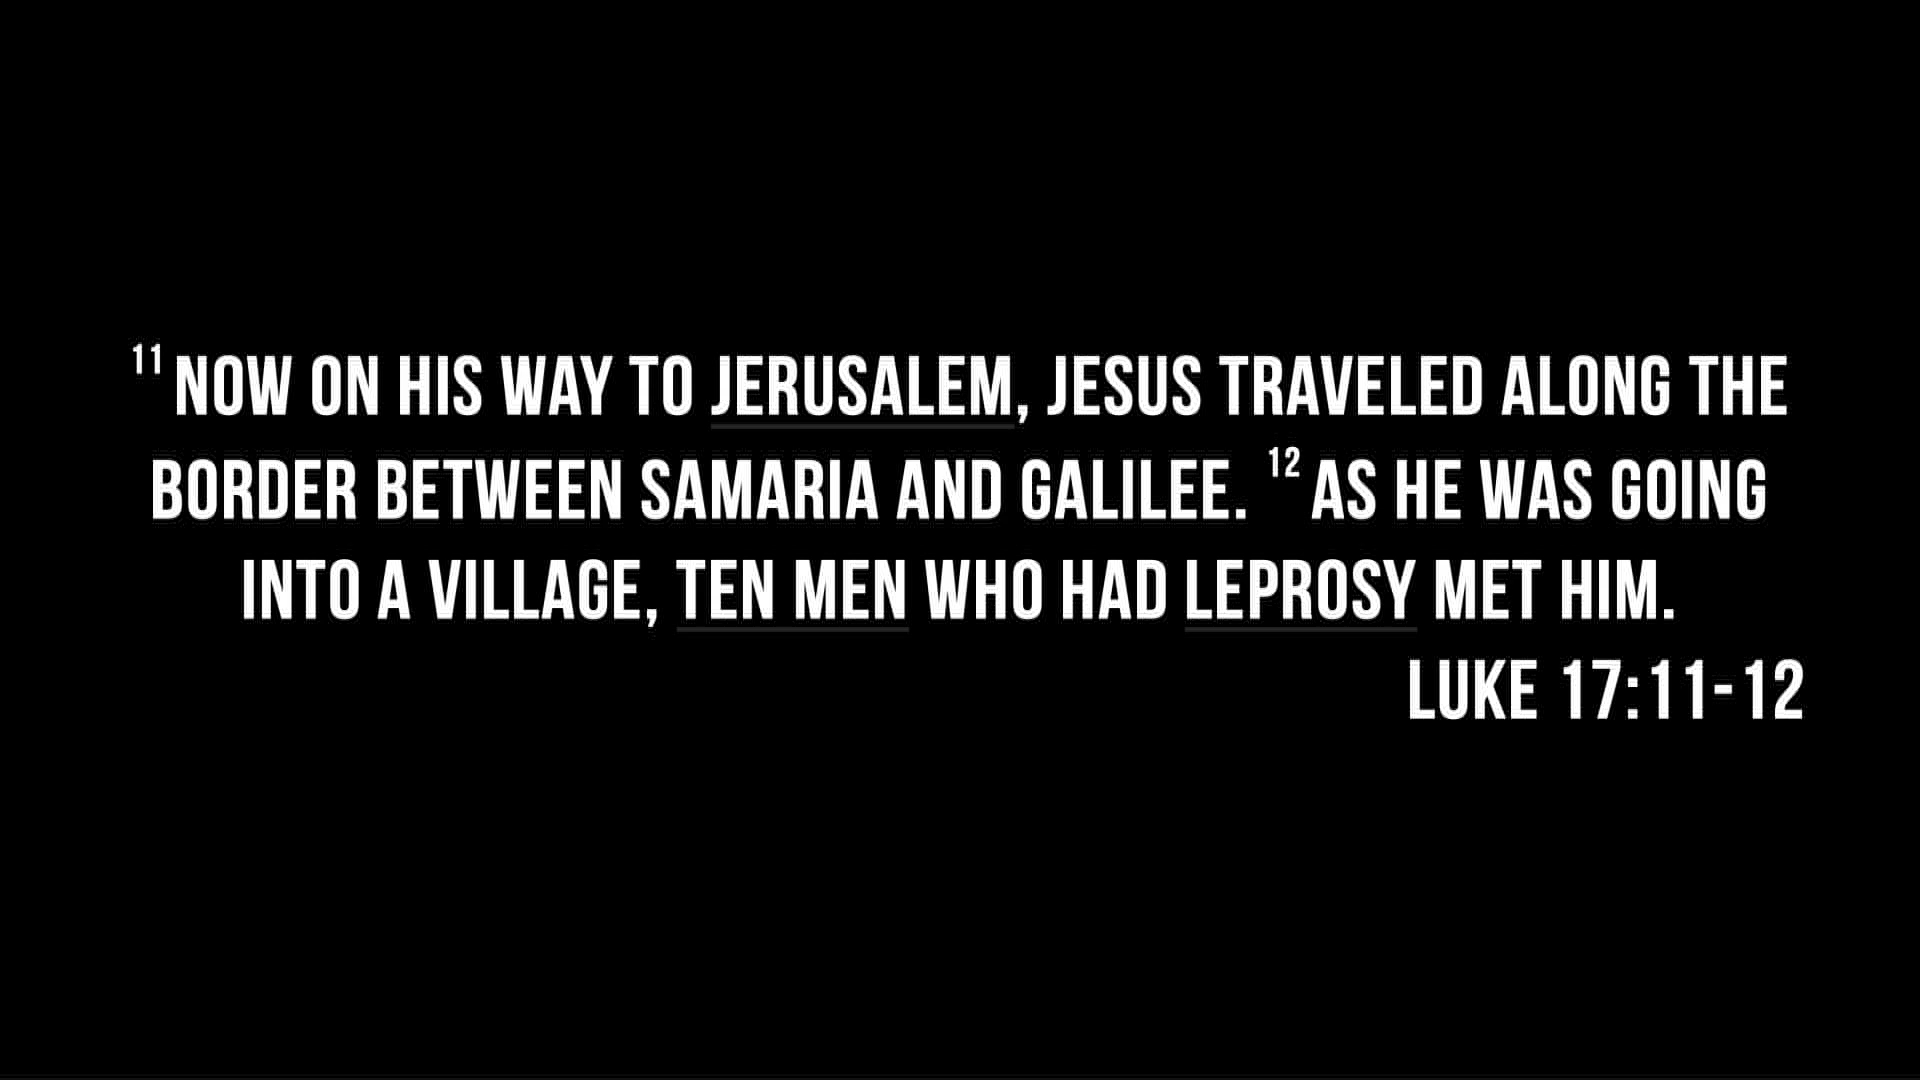 11 NOW ON HIS WAY TO JERUSALEM, JESUS TRAVELED ALONG THE
BORDER BETWEEN SAMARIA AND GALILEE. 12 AS HE WAS GOING
INTO A VILLAGE, TEN MEN WHO HAD LEPROSY MET HIM.
LUKE 17:11-12